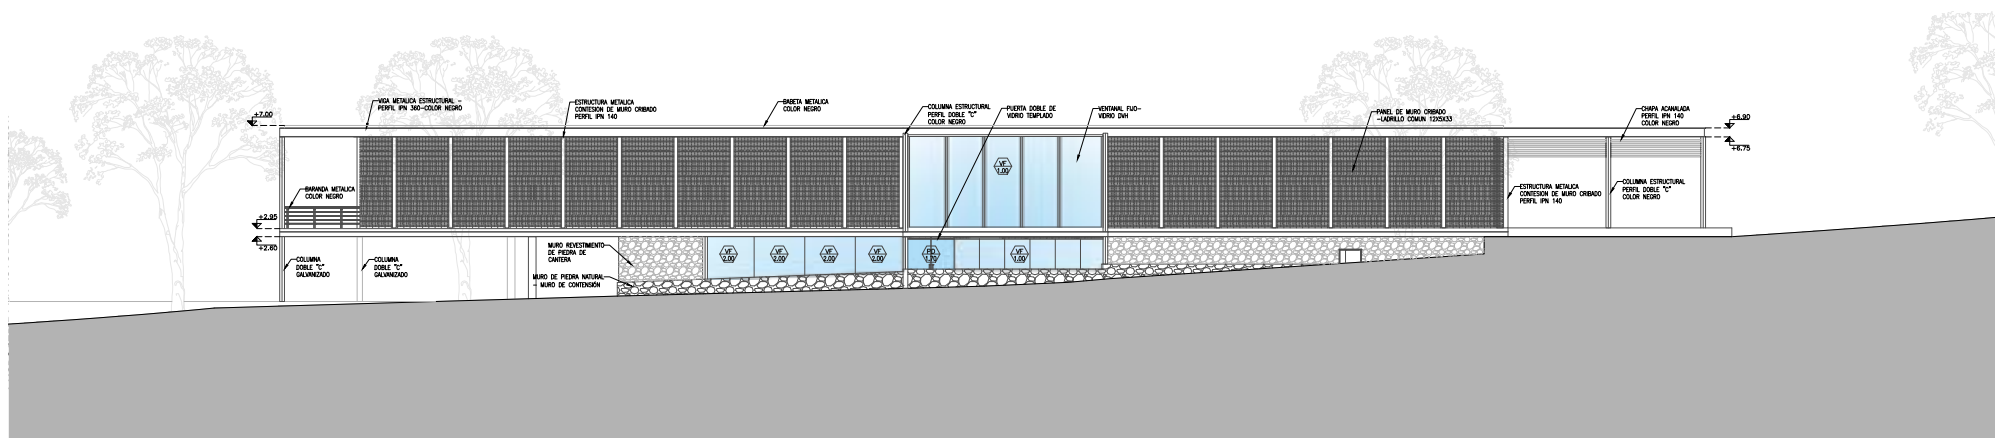 VIGA METALICA ESTRUCTURAL -
PERFIL IPN 360-COLOR NEGRO
ESTRUCTURA METALICA
CONTESION DE MURO CRIBADO
PERFIL IPN 140
BABETA METALICA
COLOR NEGRO
COLUMNA ESTRUCTURAL
PERFIL DOBLE "C"
COLOR NEGRO
PUERTA DOBLE DE
VIDRIO TEMPLADO
VENTANAL FIJO-
VIDRIO DVH
PANEL DE MURO CRIBADO
-LADRILLO COMUN 12X5X33
CHAPA ACANALADA
PERFIL IPN 140
COLOR NEGRO
+7.00
+6.90
+6.75
VF
1.00
BARANDA METALICA
COLOR NEGRO
ESTRUCTURA METALICA
CONTESION DE MURO CRIBADO
PERFIL IPN 140
COLUMNA ESTRUCTURAL
PERFIL DOBLE "C"
COLOR NEGRO
+2.95
+2.60
MURO REVESTIMIENTO
DE PIEDRA DE
CANTERA
VF
2.00
VF
2.00
VF
2.00
VF
2.00
PD
1.70
VF
1.00
COLUMNA
DOBLE "C"
GALVANIZADO
COLUMNA
DOBLE "C"
GALVANIZADO
MURO DE PIEDRA NATURAL
- MURO DE CONTENSIÓN